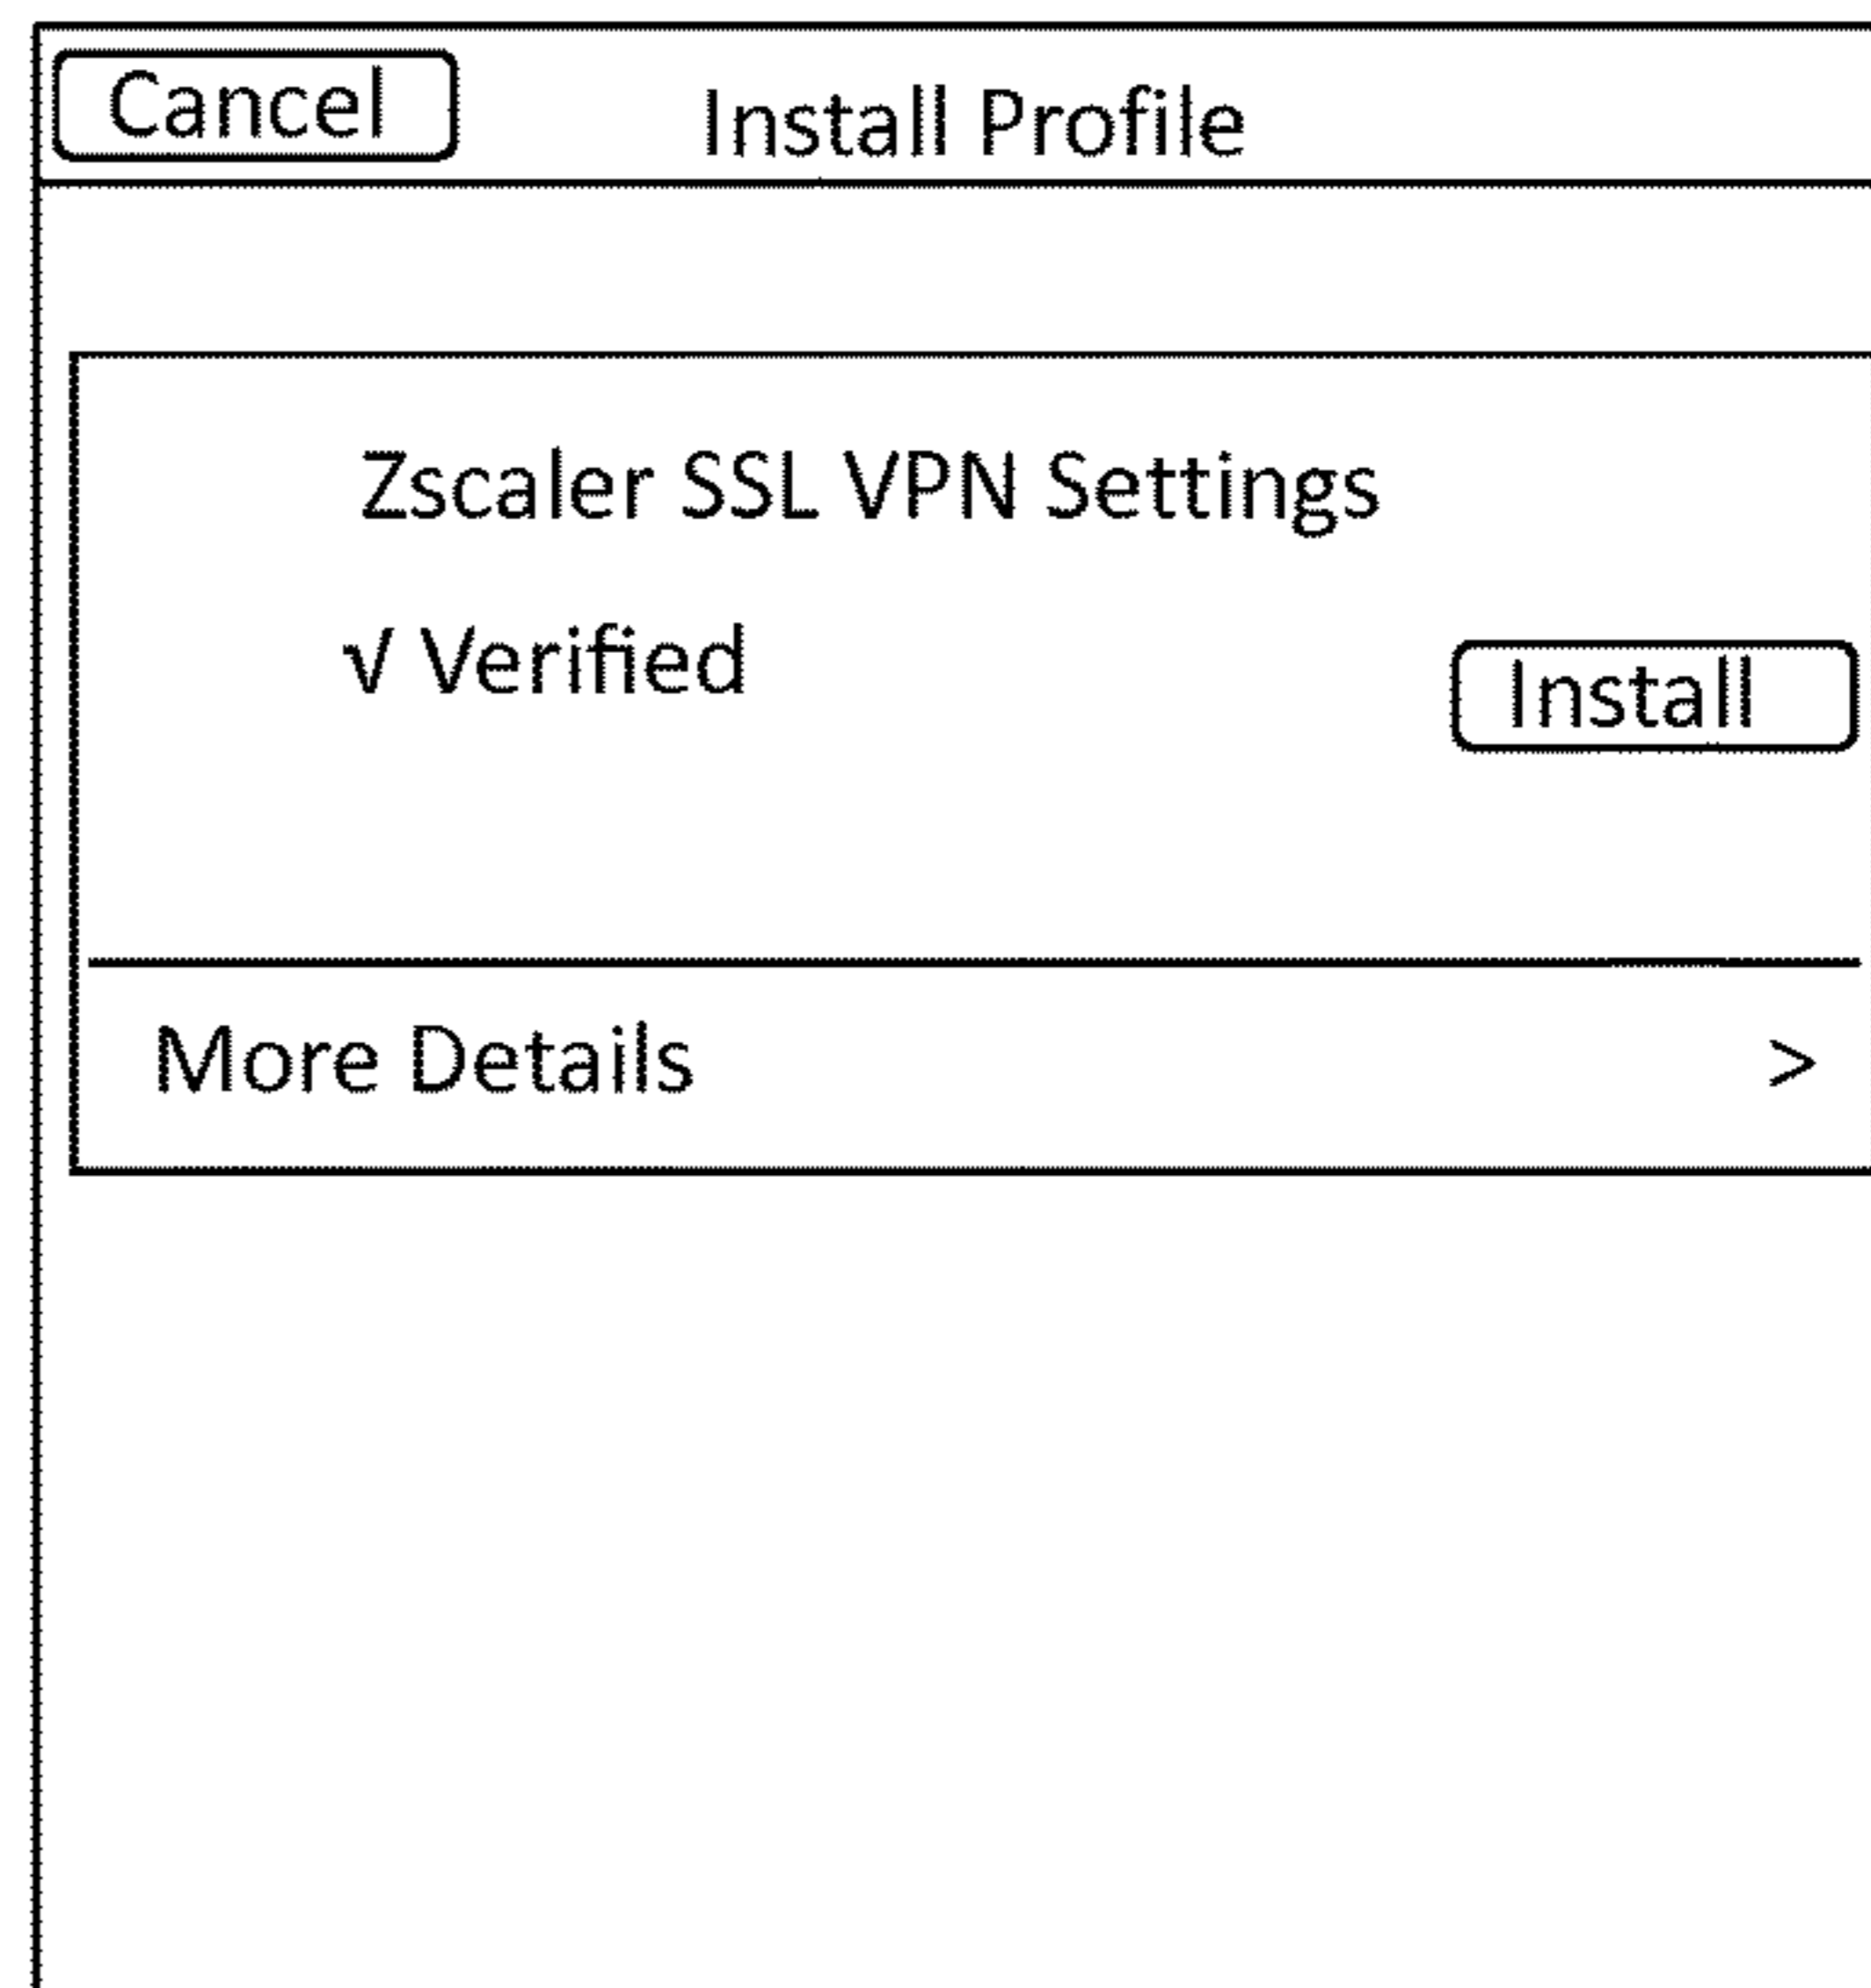 Cancel
Install Profile
Zscaler SSL VPN Settings
√ Verified
Install
More Details >